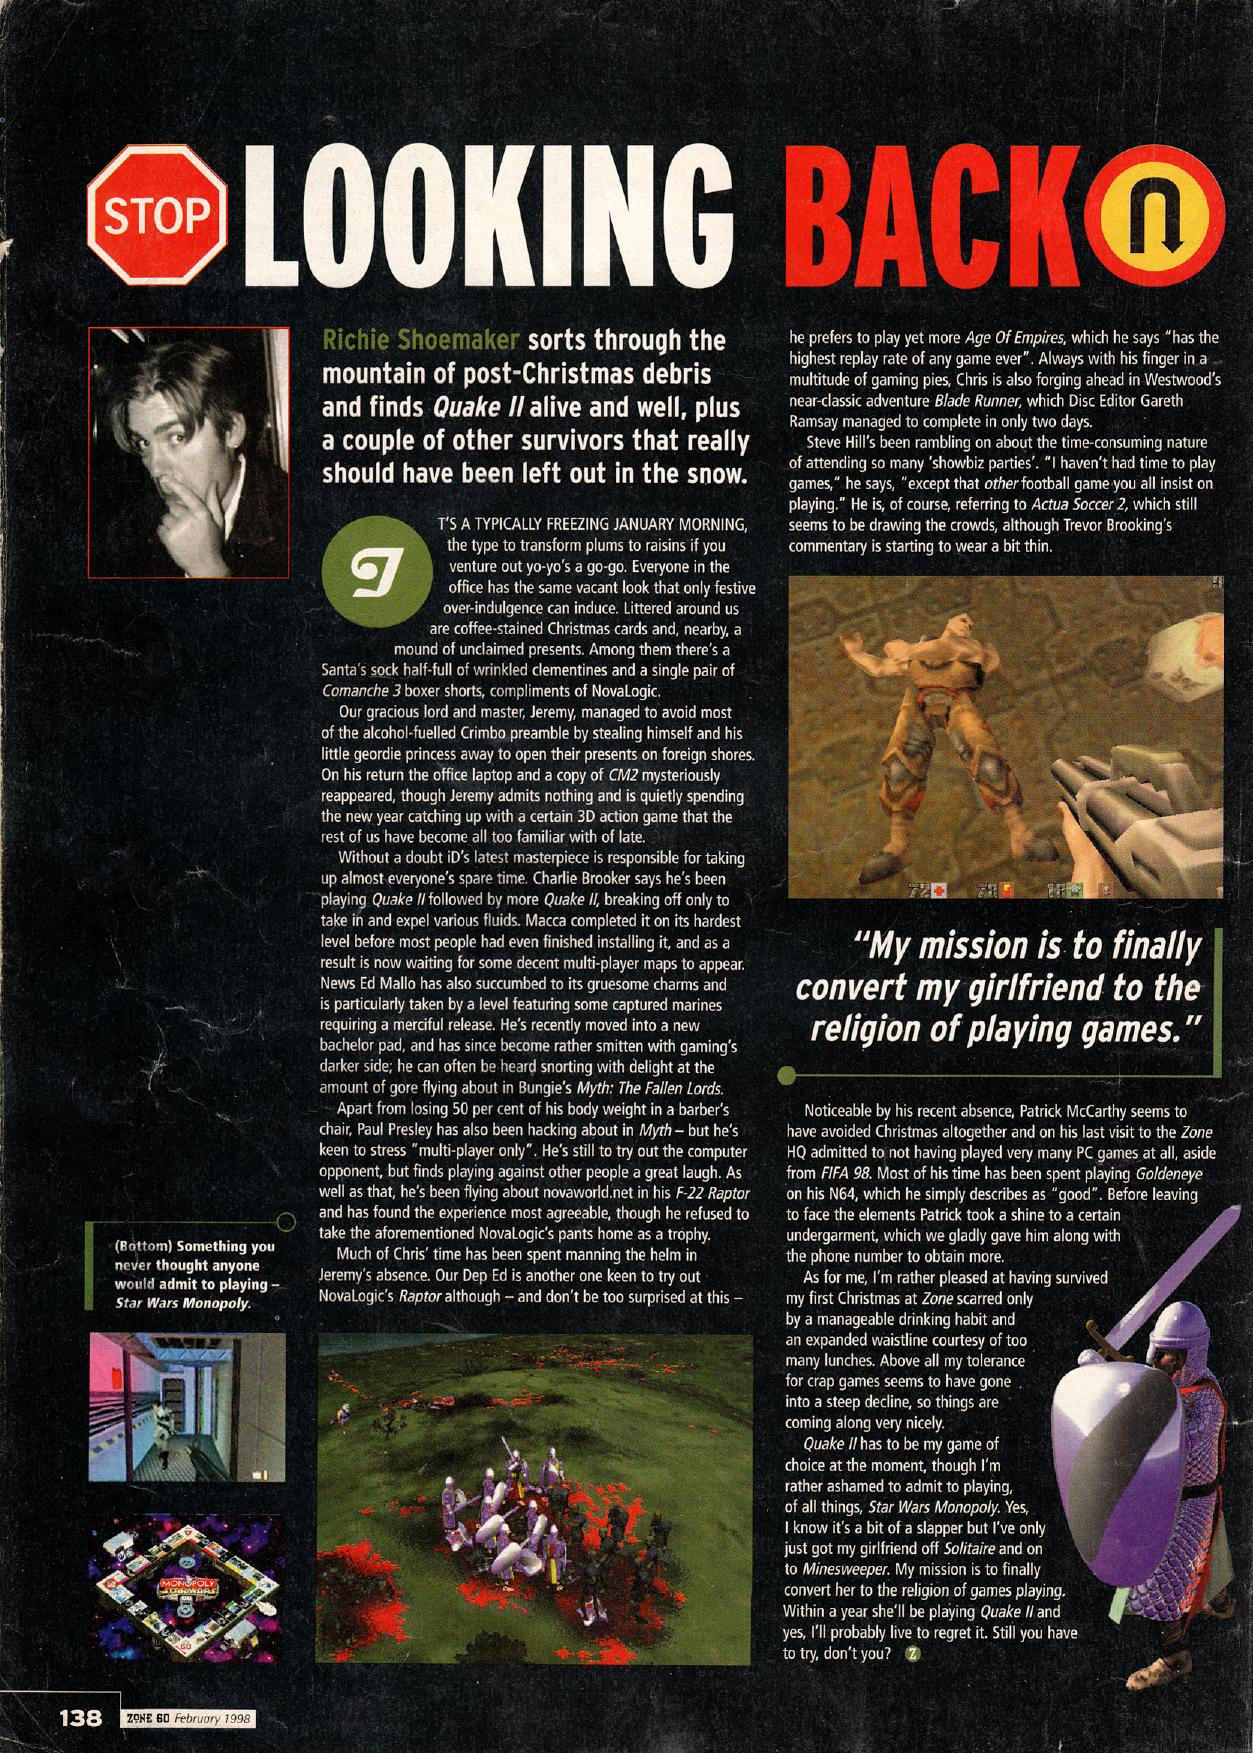 STOP LOOKING BACK
Richie Shoemaker sorts through the
mountain of post-Christmas debris
and finds Quake II alive and well, plus
a couple of other survivors that really
should have been left out in the snow.
IT'S A TYPICALLY FREEZING JANUARY MORNING,
the type to transform plums to raisins if you
venture out yo-yo's a go-go. Everyone in the
office has the same vacant look that only festive
over-indulgence can induce. Littered around us
are coffee-stained Christmas cards and, nearby, a
mound of unclaimed presents. Among them there's a
Santa's sock half-full of wrinkled clementines and a single pair of
Comanche 3 boxer shorts, compliments of NovaLogic.
Our gracious lord and master, Jeremy, managed to avoid most
of the alcohol-fuelled Crimbo preamble by stealing himself and his
little geordie princess away to open their presents on foreign shores.
On his return the office laptop and a copy of CM2 mysteriously
reappeared, though Jeremy admits nothing and is quietly spending
the new year catching up with a certain 3D action game that the
rest of us have become all too familiar with of late.
Without a doubt iD's latest masterpiece is responsible for taking
up almost everyone's spare time. Charlie Brooker says he's been
playing Quake II followed by more Quake II, breaking off only to
take in and expel various fluids. Macca completed it on its hardest
level before most people had even finished installing it, and as a
result is now waiting for some decent multi-player maps to appear.
News Ed Mallo has also succumbed to its gruesome charms and
is particularly taken by a level featuring some captured marines
requiring a merciful release. He's recently moved into a new
bachelor pad, and has since become rather smitten with gaming's
darker side; he can often be heard snorting with delight at the
amount of gore flying about in Bungie's Myth: The Fallen Lords.
Apart from losing 50 per cent of his body weight in a barber's
chair, Paul Presley has also been hacking about in Myth – but he's
keen to stress "multi-player only". He's still to try out the computer
opponent, but finds playing against other people a great laugh. As
well as that, he's been flying about novaworld.net in his F-22 Raptor
and has found the experience most agreeable, though he refused to
take the aforementioned NovaLogic's pants home as a trophy.
Much of Chris' time has been spent manning the helm in
Jeremy's absence. Our Dep Ed is another one keen to try out
NovaLogic's Raptor although – and don't be too surprised at this –
he prefers to play yet more Age Of Empires, which he says "has the
highest replay rate of any game ever". Always with his finger in a
multitude of gaming pies, Chris is also forging ahead in Westwood's
near-classic adventure Blade Runner, which Disc Editor Gareth
Ramsay managed to complete in only two days.
Steve Hill's been rambling on about the time-consuming nature
of attending so many 'showbiz parties'. "I haven't had time to play
games," he says, "except that other football game you all insist on
playing." He is, of course, referring to Actua Soccer 2, which still
seems to be drawing the crowds, although Trevor Brooking's
commentary is starting to wear a bit thin.
"My mission is to finally
convert my girlfriend to the
religion of playing games."
Noticeable by his recent absence, Patrick McCarthy seems to
have avoided Christmas altogether and on his last visit to the Zone
HQ admitted to not having played very many PC games at all, aside
from FIFA 98. Most of his time has been spent playing Goldeneye
on his N64, which he simply describes as "good". Before leaving
to face the elements Patrick took a shine to a certain
undergarment, which we gladly gave him along with
the phone number to obtain more.
As for me, I'm rather pleased at having survived
my first Christmas at Zone scarred only
by a manageable drinking habit and
an expanded waistline courtesy of too
many lunches. Above all my tolerance
for crap games seems to have gone
into a steep decline, so things are
coming along very nicely.
Quake II has to be my game of
choice at the moment, though I'm
rather ashamed to admit to playing,
of all things, Star Wars Monopoly. Yes,
I know it's a bit of a slapper but I've only
just got my girlfriend off Solitaire and on
to Minesweeper. My mission is to finally
convert her to the religion of games playing.
Within a year she'll be playing Quake II and
yes, I'll probably live to regret it. Still you have
to try, don't you? Z
(Bottom) Something you
never thought anyone
would admit to playing –
Star Wars Monopoly.
MONOPOLY
STAR WARS
GO
138 ZONE 60 February 1998